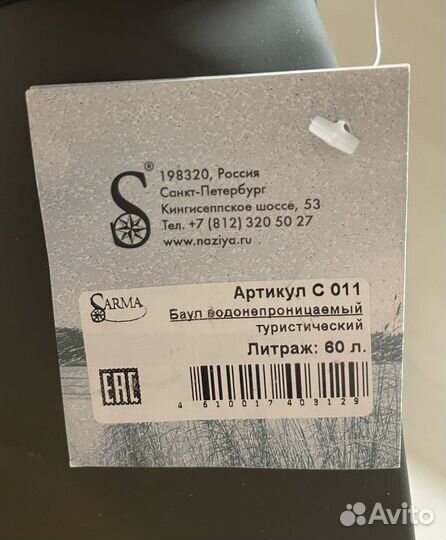 ®
198320, Россия
Санкт-Петербург
Кингисеппское шоссе, 53
Тел. +7 (812) 320 50 27
www.naziya.ru
SARMA
Артикул С 011
Баул водонепроницаемый
туристический
Литраж: 60 л.
EAC
4 610017 403129
Avito